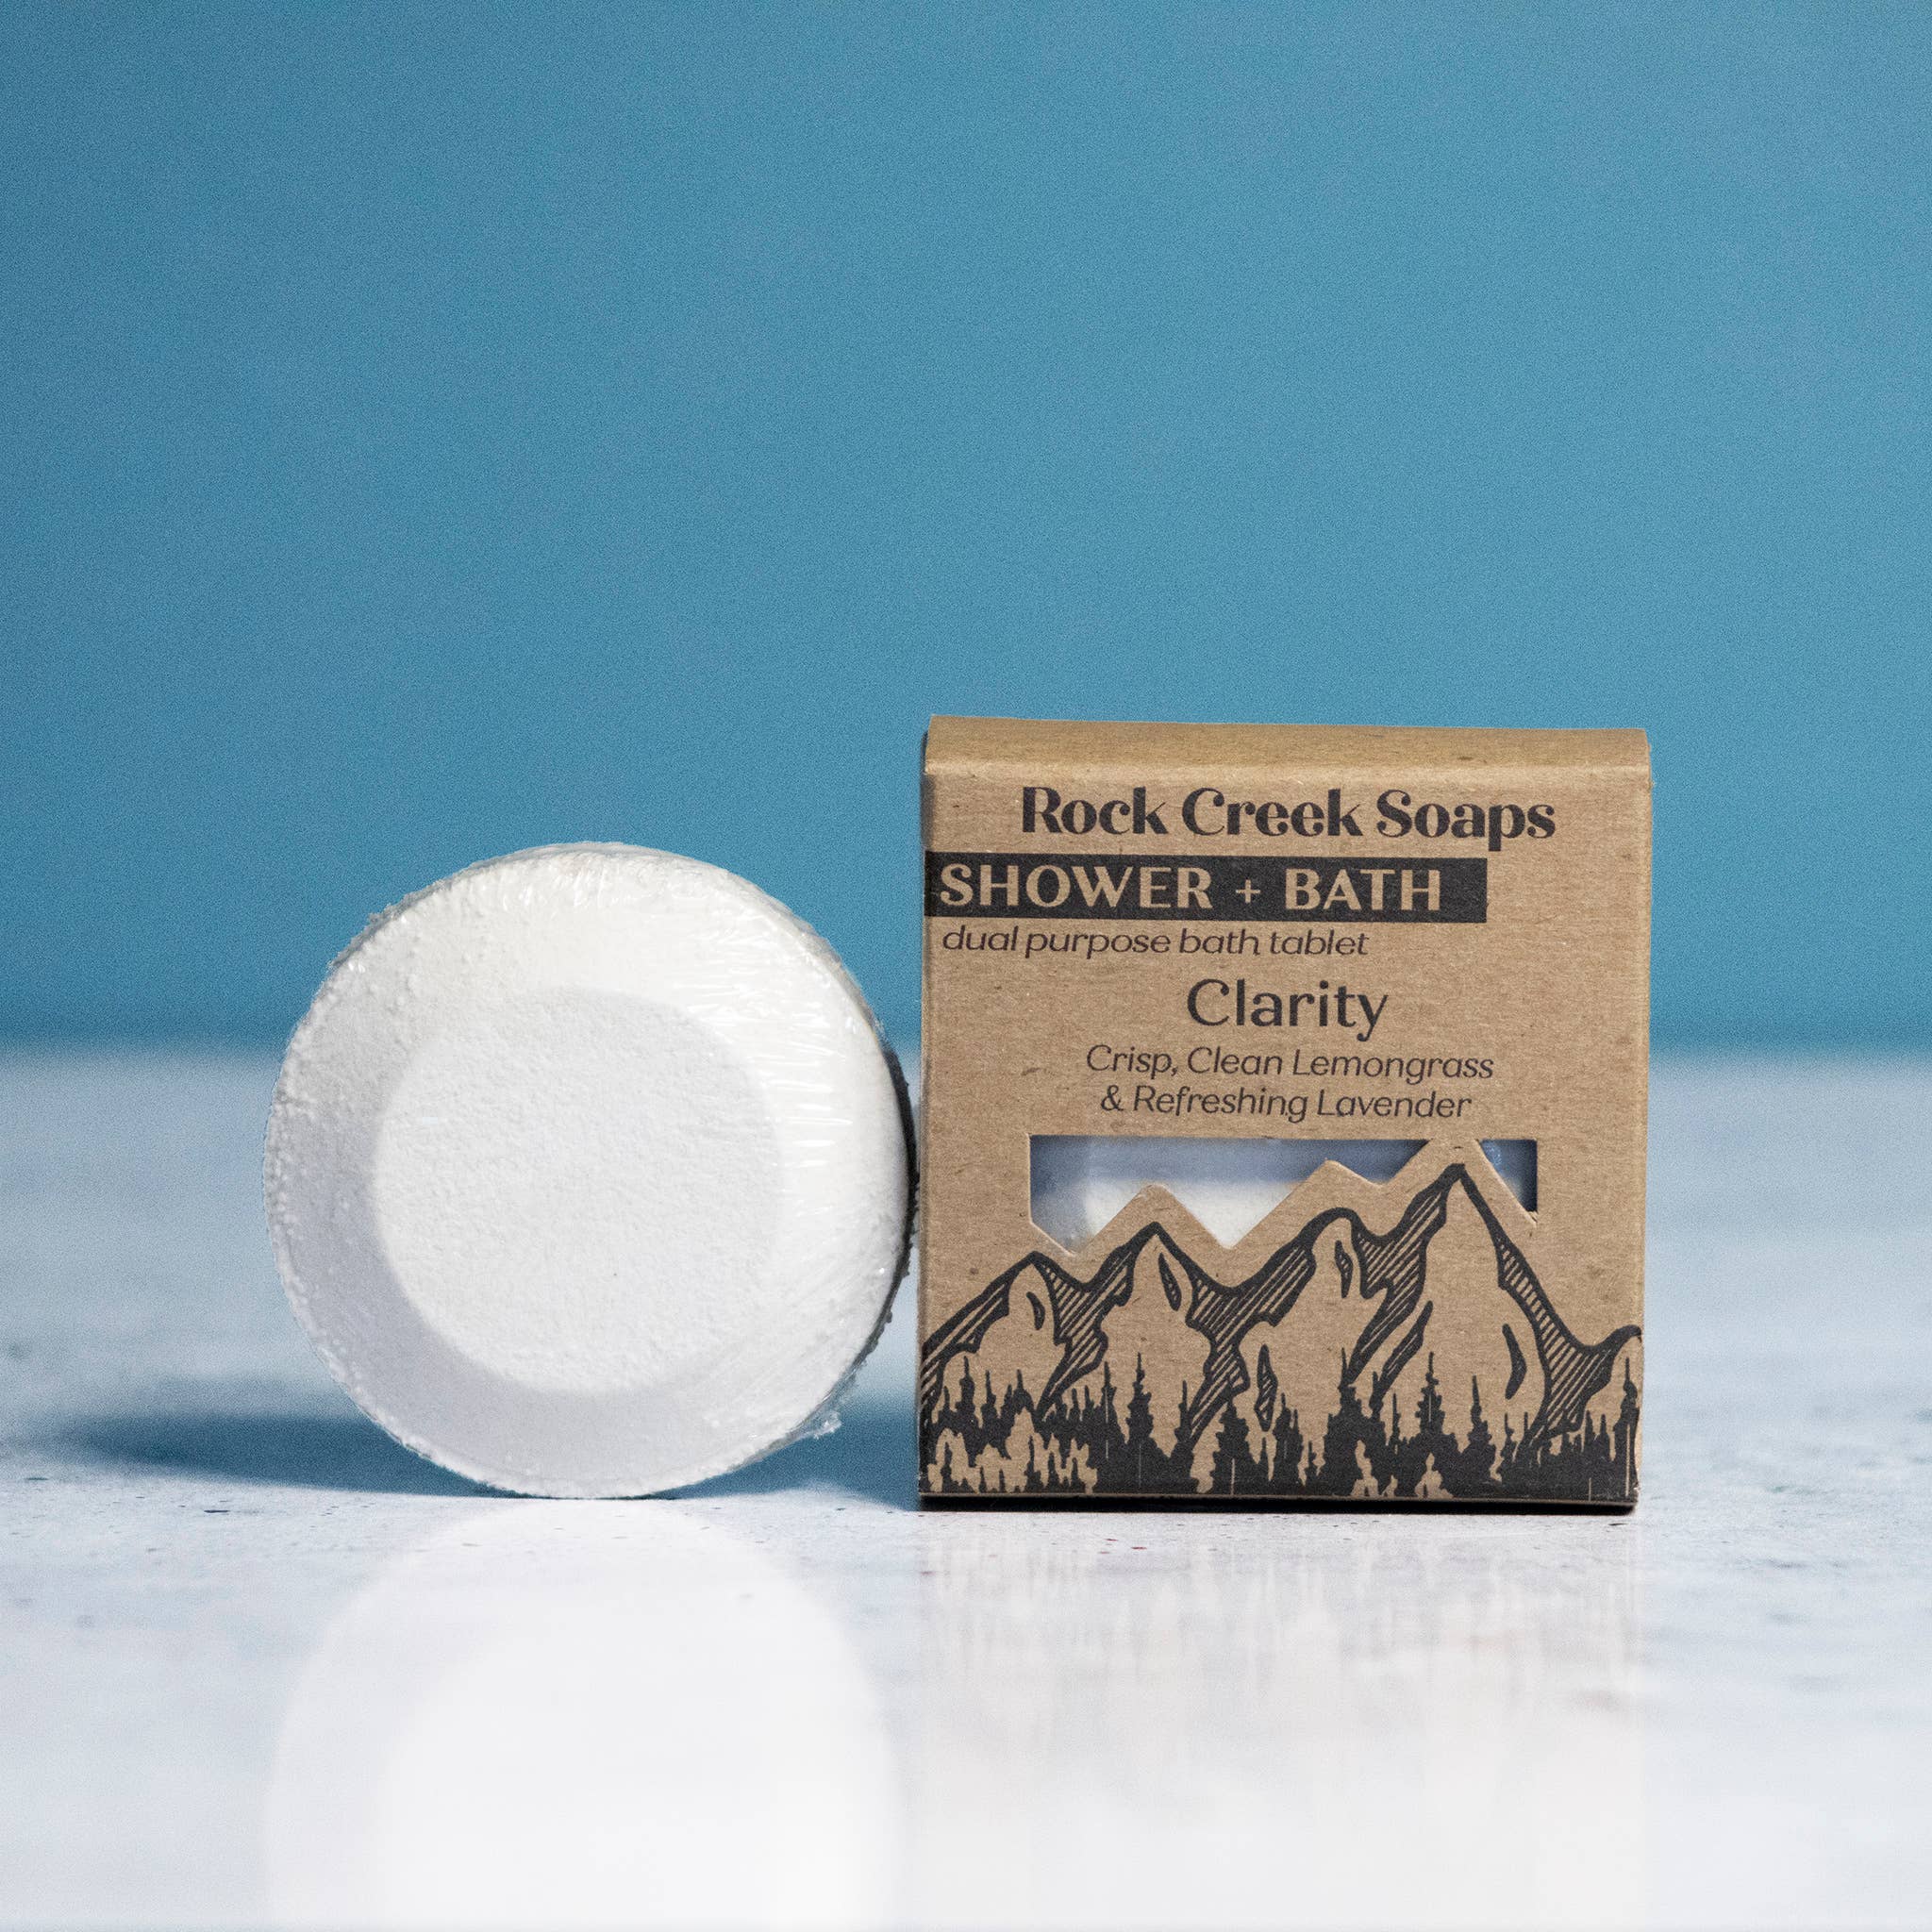 Rock Creek Soaps
SHOWER + BATH
dual purpose bath tablet
Clarity
Crisp, Clean Lemongrass
& Refreshing Lavender